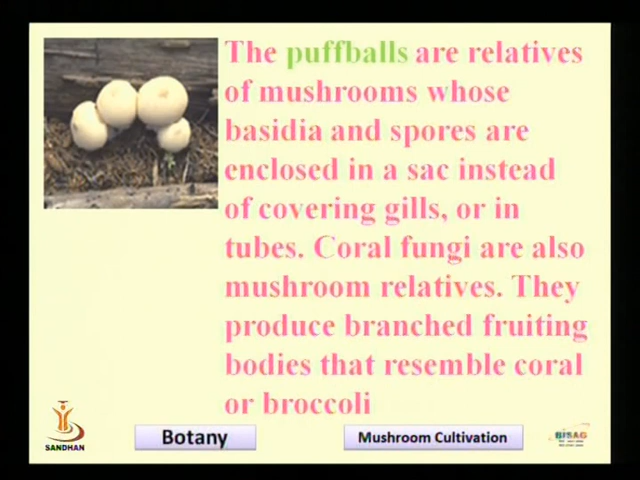 The puffballs are relatives
of mushrooms whose
basidia and spores are
enclosed in a sac instead
of covering gills, or in
tubes. Coral fungi are also
mushroom relatives. They
produce branched fruiting
bodies that resemble coral
or broccoli
SANDHAN
Botany
Mushroom Cultivation
BISAG